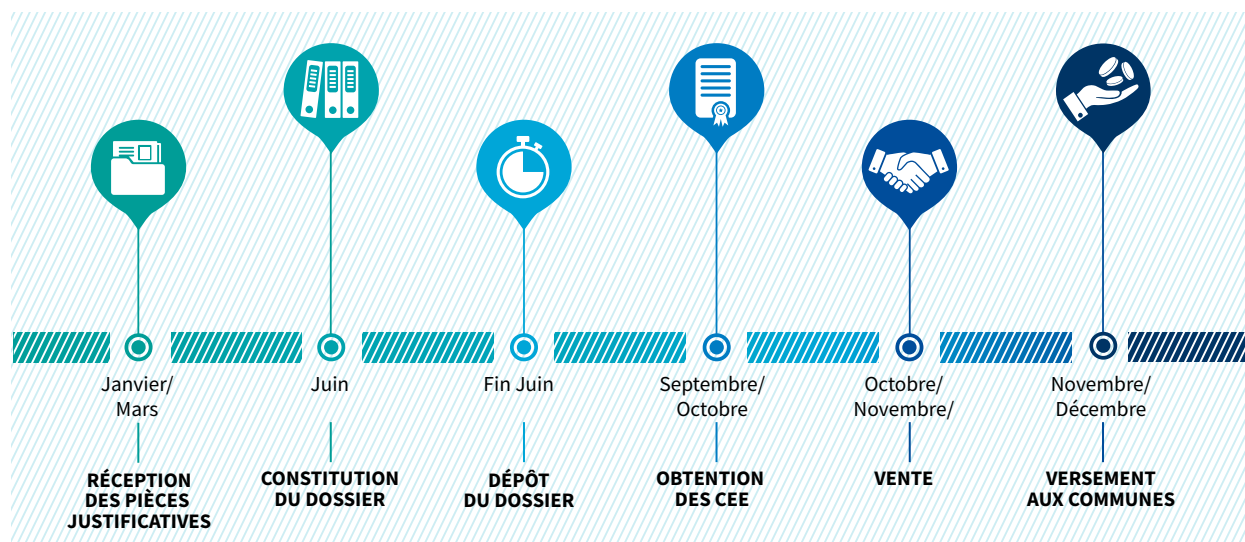 Janvier/
Mars
RÉCEPTION
DES PIÈCES
JUSTIFICATIVES
Juin
CONSTITUTION
DU DOSSIER
Fin Juin
DÉPÔT
DU DOSSIER
Septembre/
Octobre
OBTENTION
DES CEE
Octobre/
Novembre/
VENTE
Novembre/
Décembre
VERSEMENT
AUX COMMUNES